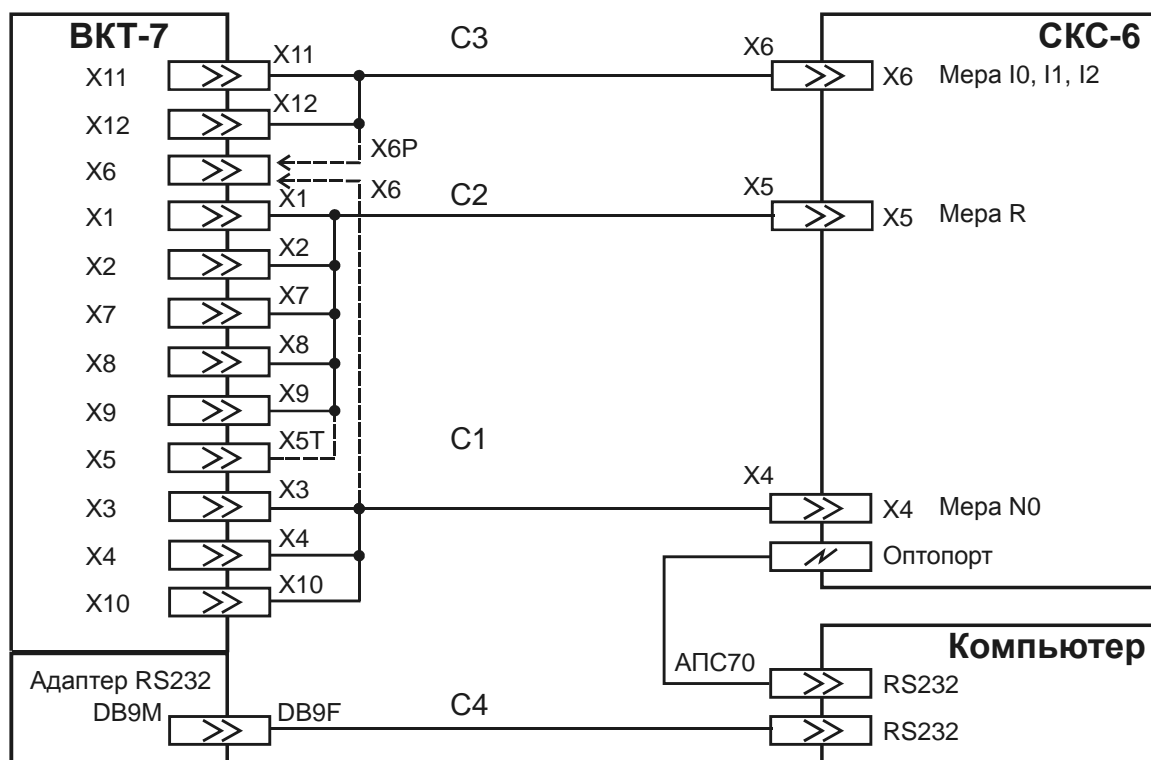 ВКТ-7
C3
СКС-6
X11
X11
X6
X6
Мера I0, I1, I2
X12
X12
X6
X6P
X6
X1
X1
C2
X5
X5
Мера R
X2
X2
X7
X7
X8
X8
X9
X9
X5
X5T
C1
X3
X3
X4
X4
Мера N0
X4
X4
Оптопорт
X10
X10
Компьютер
Адаптер RS232
АПС70
RS232
DB9M
DB9F
C4
RS232